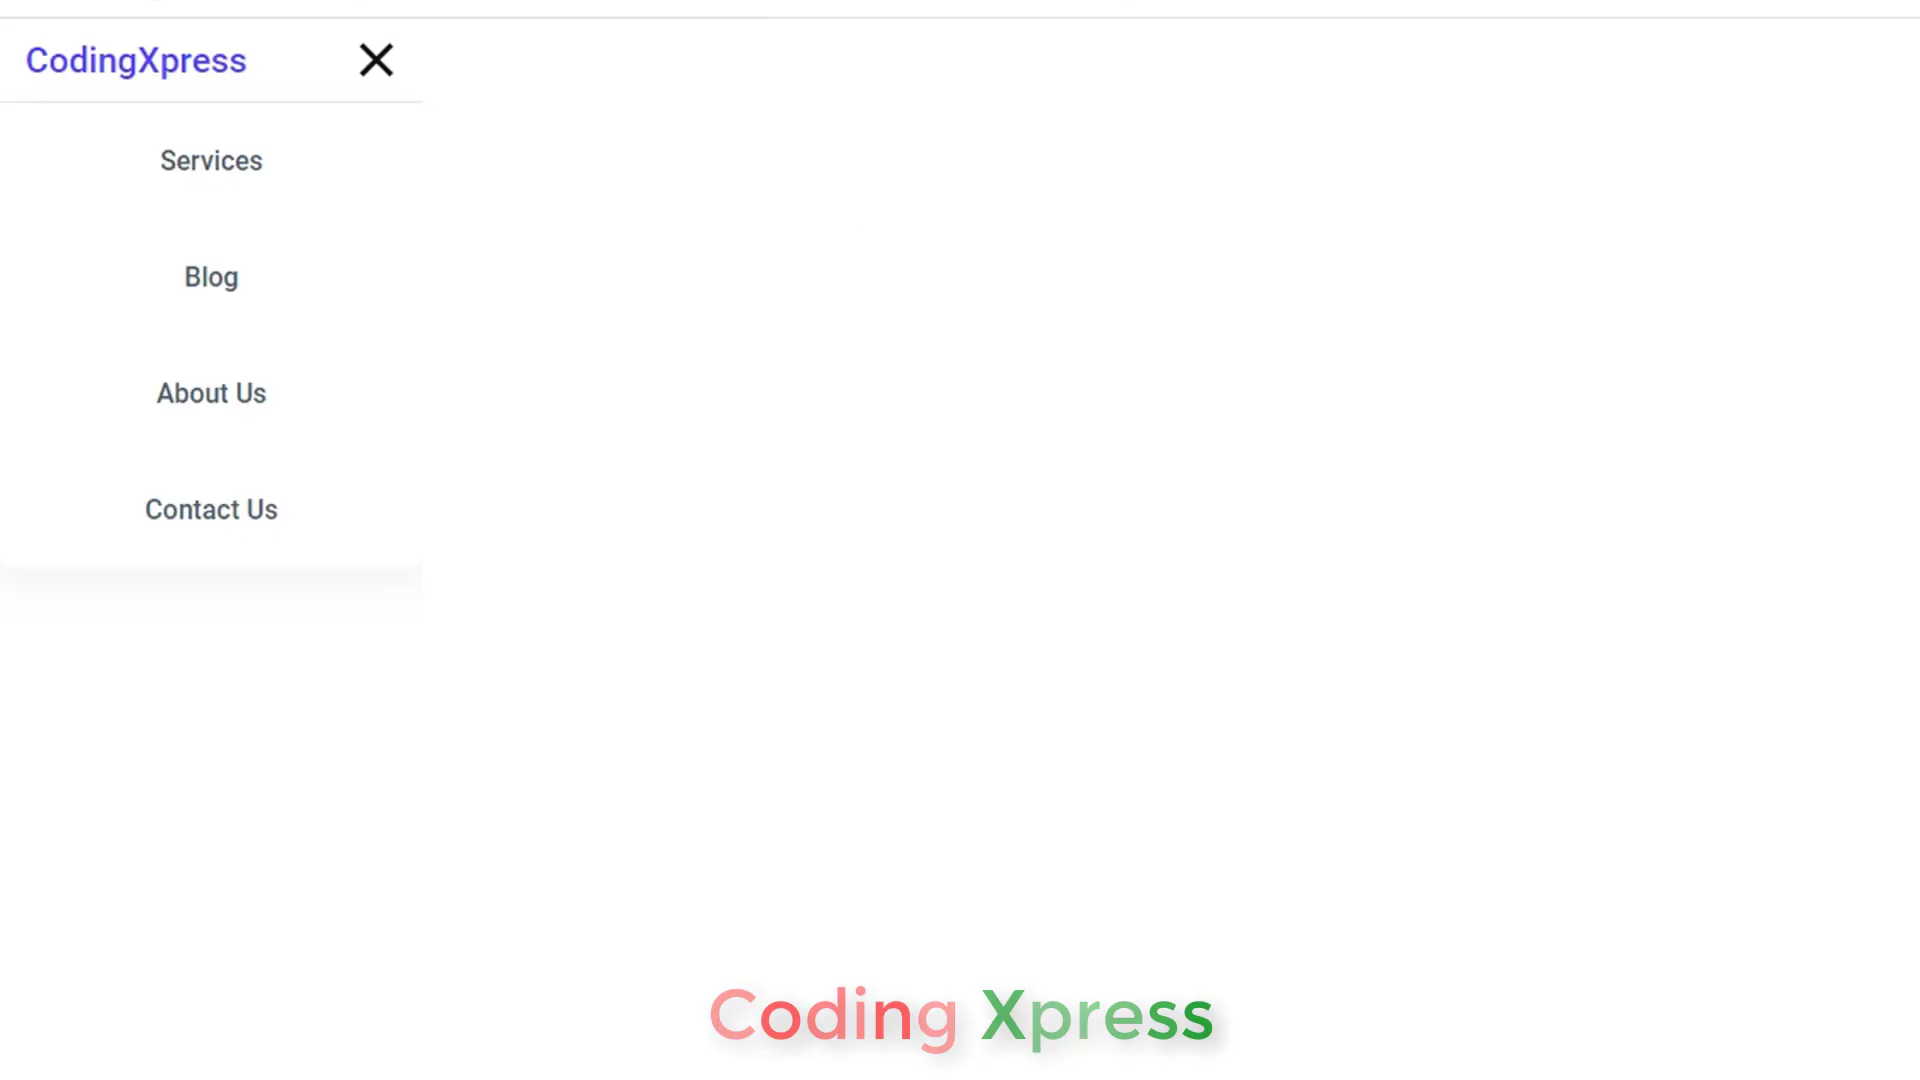 CodingXpress
Services
Blog
About Us
Contact Us
Coding Xpress